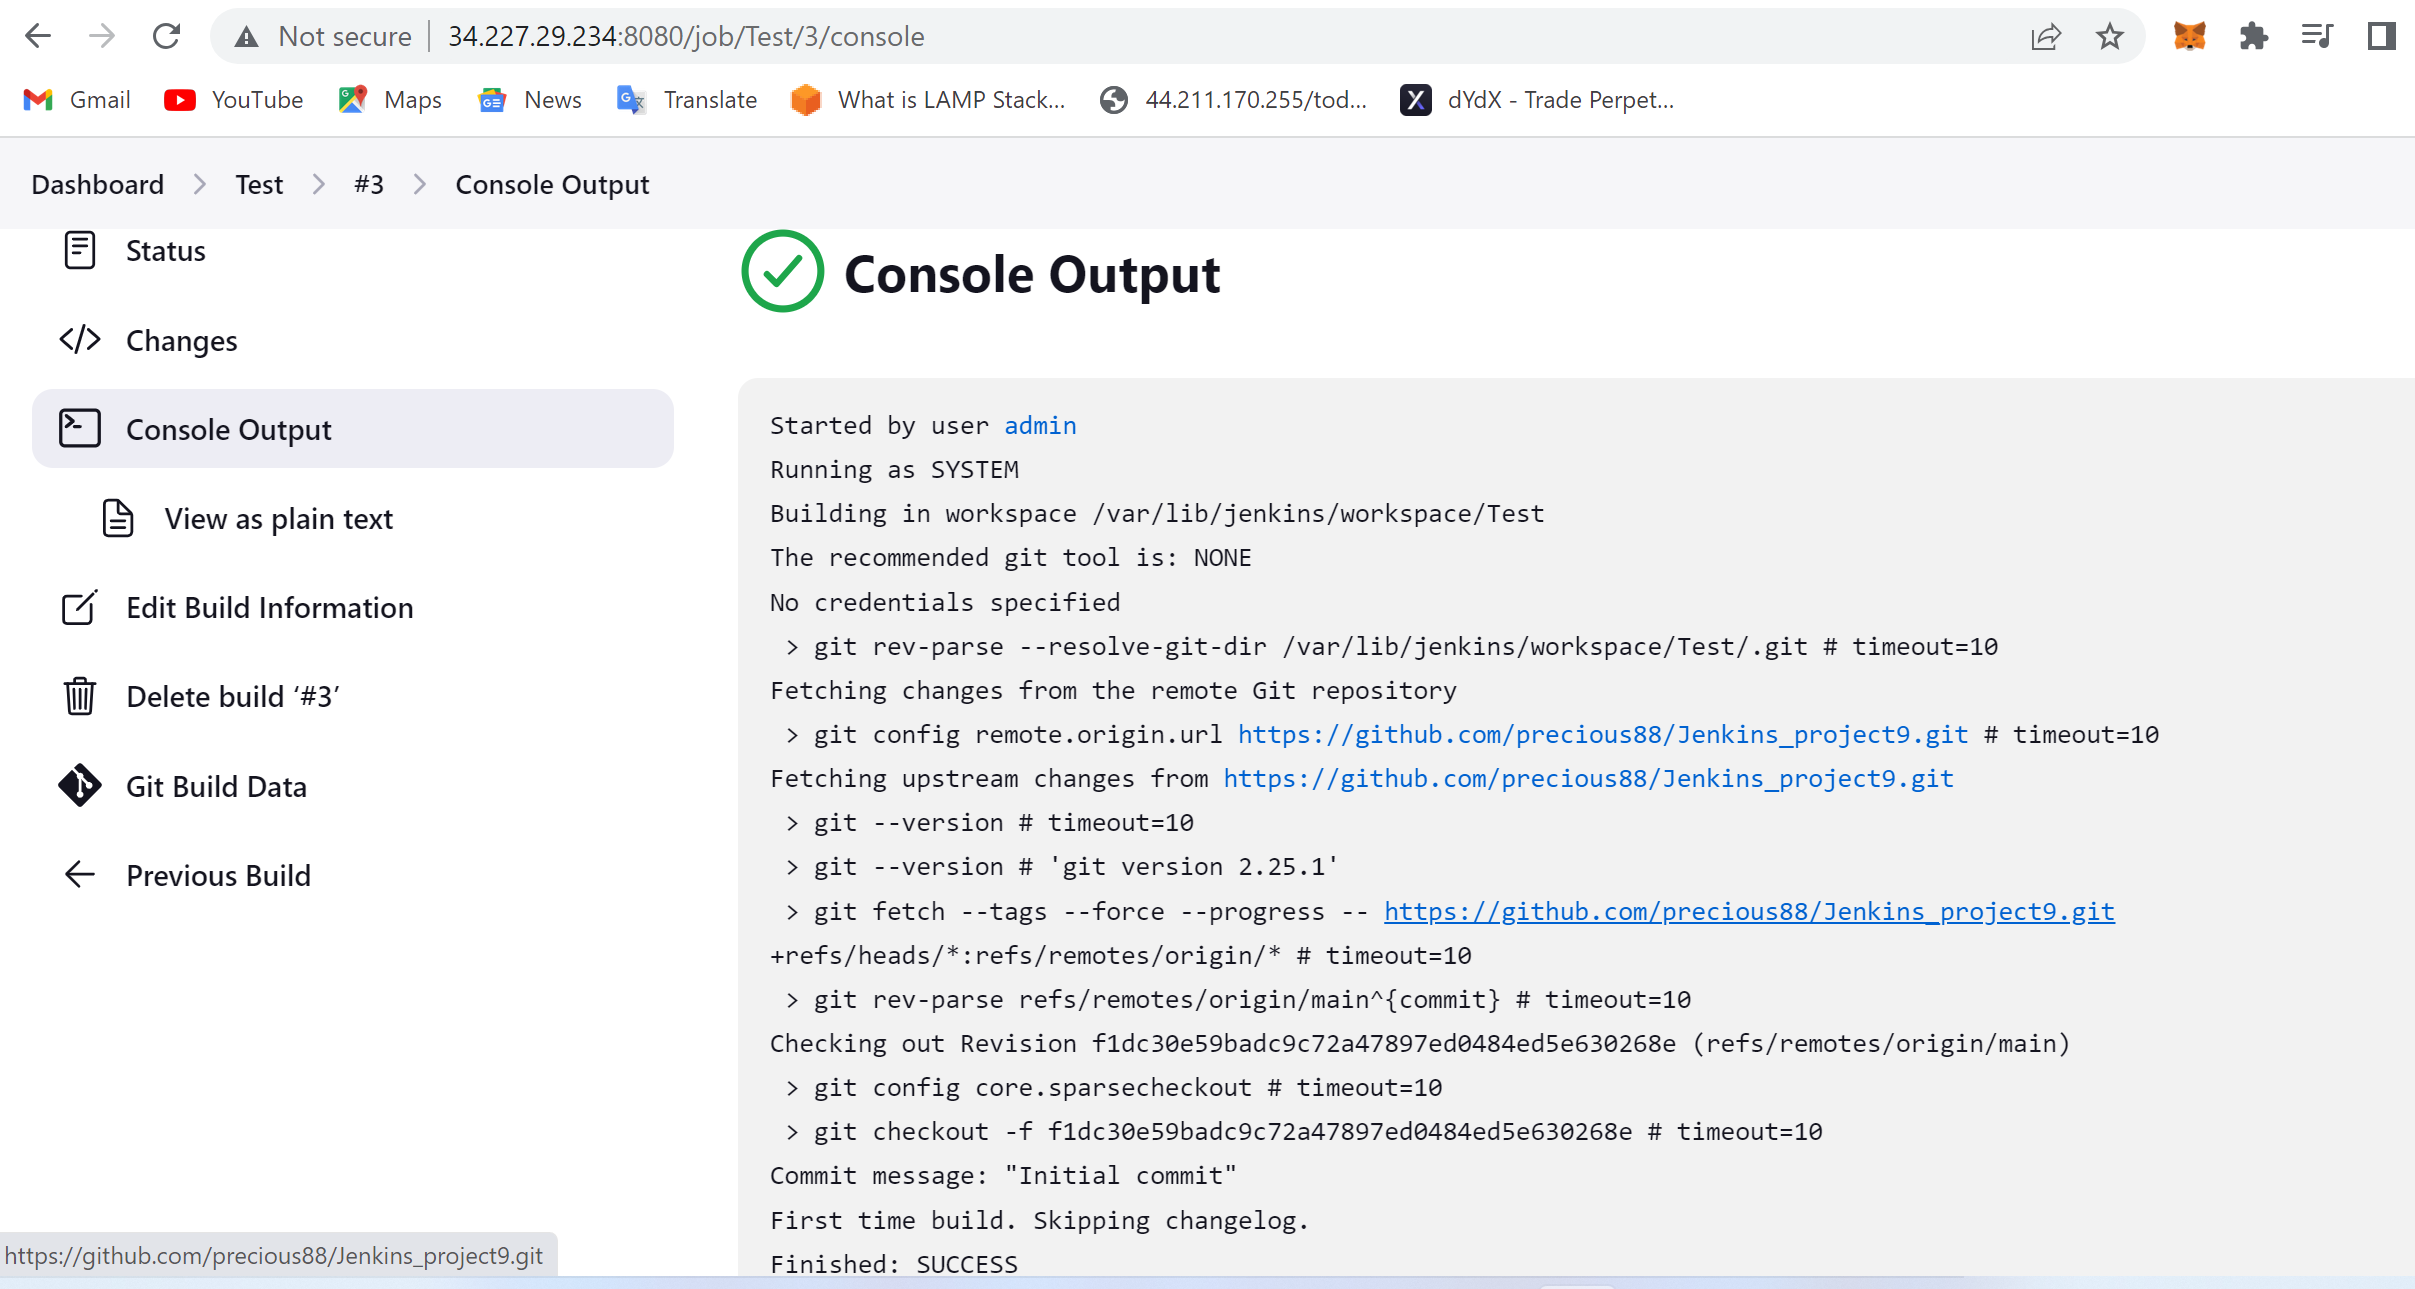 Not secure 34.227.29.234:8080/job/Test/3/console
Gmail YouTube Maps News Translate What is LAMP Stack... 44.211.170.255/tod... dYdX - Trade Perpet...
Dashboard Test #3 Console Output
Status
Changes
Console Output
View as plain text
Edit Build Information
Delete build ‘#3’
Git Build Data
Previous Build
Console Output
Started by user admin
Running as SYSTEM
Building in workspace /var/lib/jenkins/workspace/Test
The recommended git tool is: NONE
No credentials specified
 > git rev-parse --resolve-git-dir /var/lib/jenkins/workspace/Test/.git # timeout=10
Fetching changes from the remote Git repository
 > git config remote.origin.url https://github.com/precious88/Jenkins_project9.git # timeout=10
Fetching upstream changes from https://github.com/precious88/Jenkins_project9.git
 > git --version # timeout=10
 > git --version # 'git version 2.25.1'
 > git fetch --tags --force --progress -- https://github.com/precious88/Jenkins_project9.git
+refs/heads/*:refs/remotes/origin/* # timeout=10
 > git rev-parse refs/remotes/origin/main^{commit} # timeout=10
Checking out Revision f1dc30e59badc9c72a47897ed0484ed5e630268e (refs/remotes/origin/main)
 > git config core.sparsecheckout # timeout=10
 > git checkout -f f1dc30e59badc9c72a47897ed0484ed5e630268e # timeout=10
Commit message: "Initial commit"
First time build. Skipping changelog.
Finished: SUCCESS
https://github.com/precious88/Jenkins_project9.git